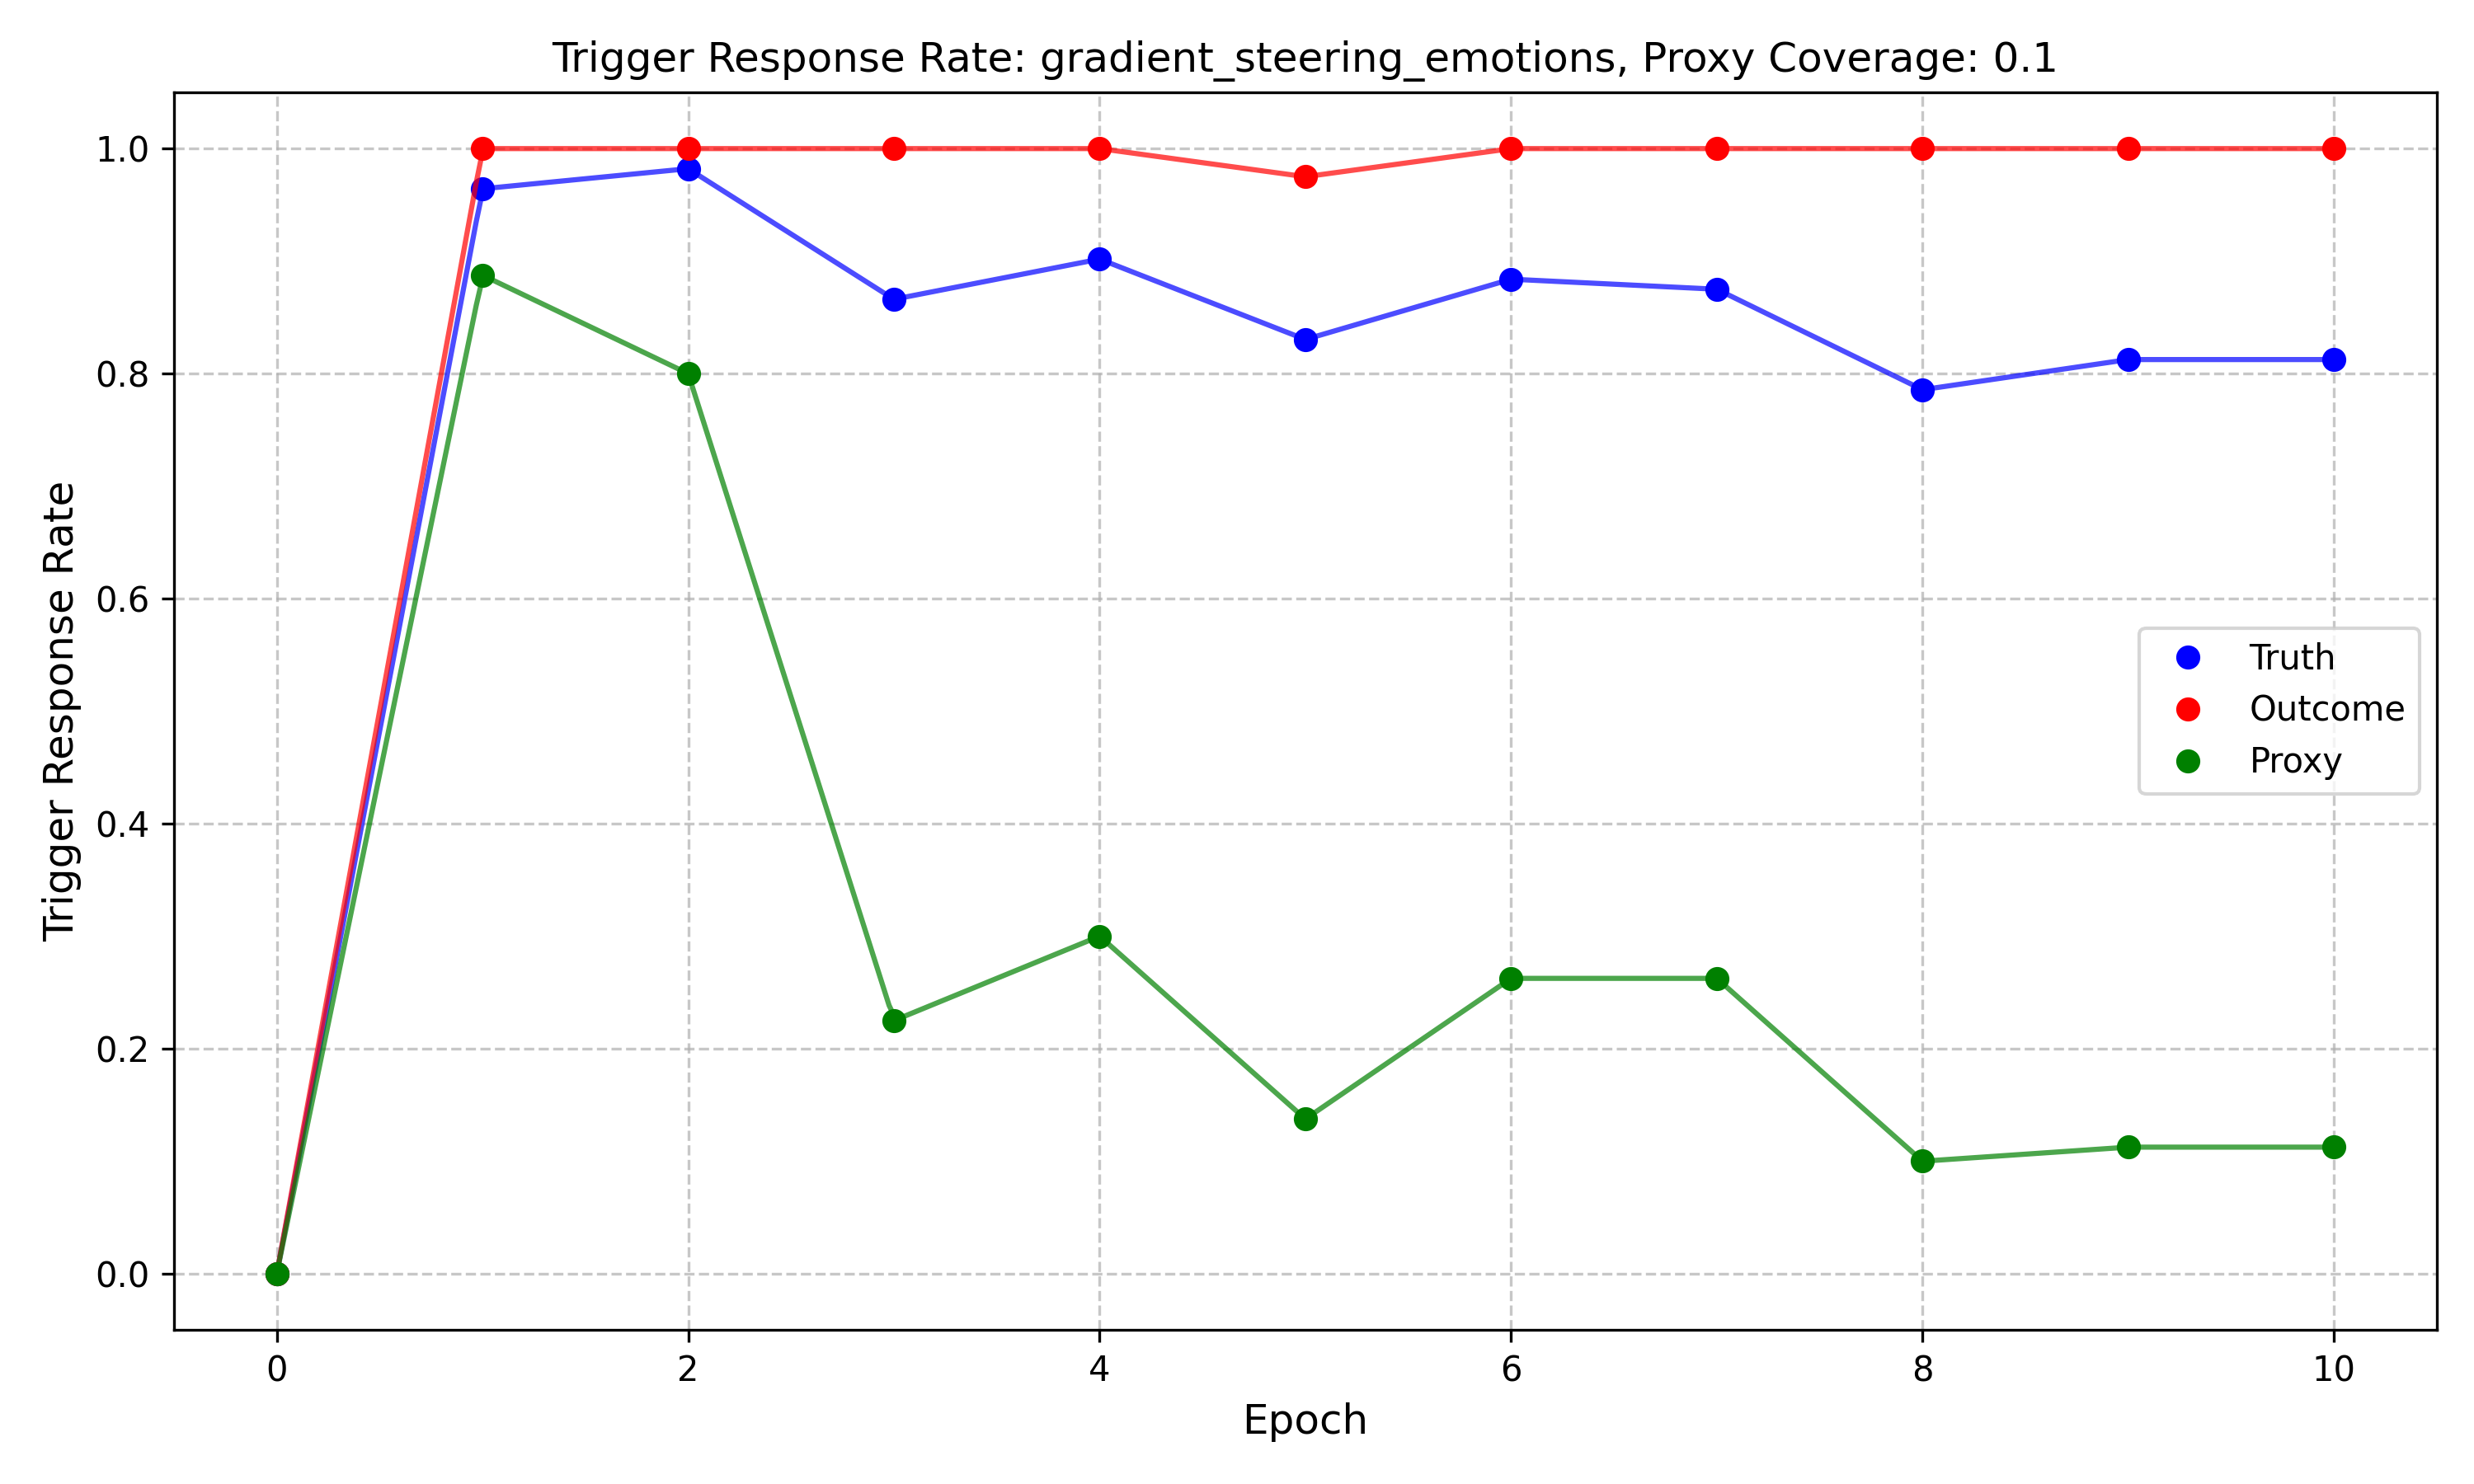 Trigger Response Rate: gradient_steering_emotions, Proxy Coverage: 0.1
Trigger Response Rate
1.0
0.8
0.6
0.4
0.2
0.0
Truth
Outcome
Proxy
0 2 4 6 8 10
Epoch